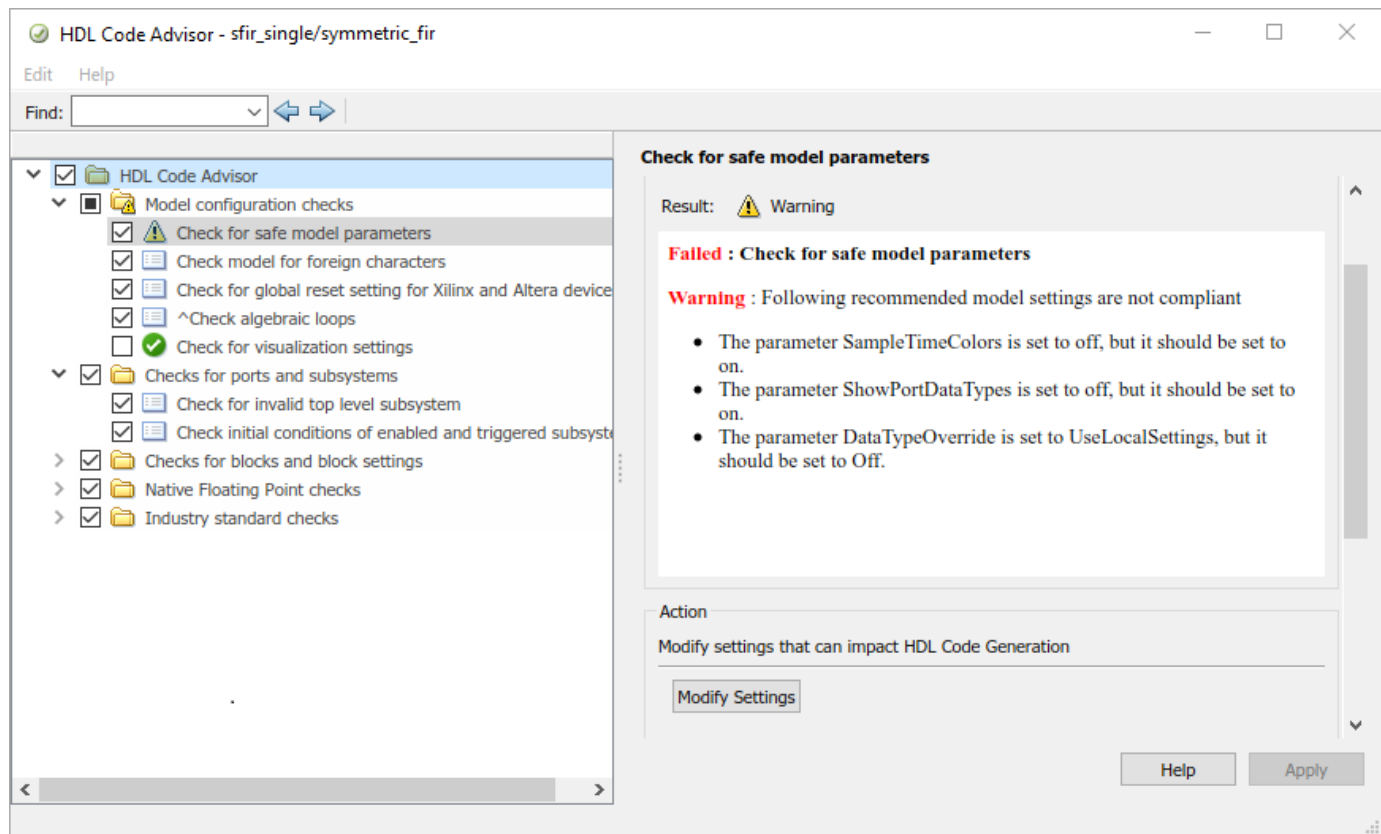 HDL Code Advisor - sfir_single/symmetric_fir
Edit Help
Find:
HDL Code Advisor
Model configuration checks
Check for safe model parameters
Check model for foreign characters
Check for global reset setting for Xilinx and Altera device
^Check algebraic loops
Check for visualization settings
Checks for ports and subsystems
Check for invalid top level subsystem
Check initial conditions of enabled and triggered subsyste
Checks for blocks and block settings
Native Floating Point checks
Industry standard checks
Check for safe model parameters
Result: Warning
Failed : Check for safe model parameters
Warning : Following recommended model settings are not compliant
• The parameter SampleTimeColors is set to off, but it should be set to
on.
• The parameter ShowPortDataTypes is set to off, but it should be set to
on.
• The parameter DataTypeOverride is set to UseLocalSettings, but it
should be set to Off.
Action
Modify settings that can impact HDL Code Generation
Modify Settings
Help Apply